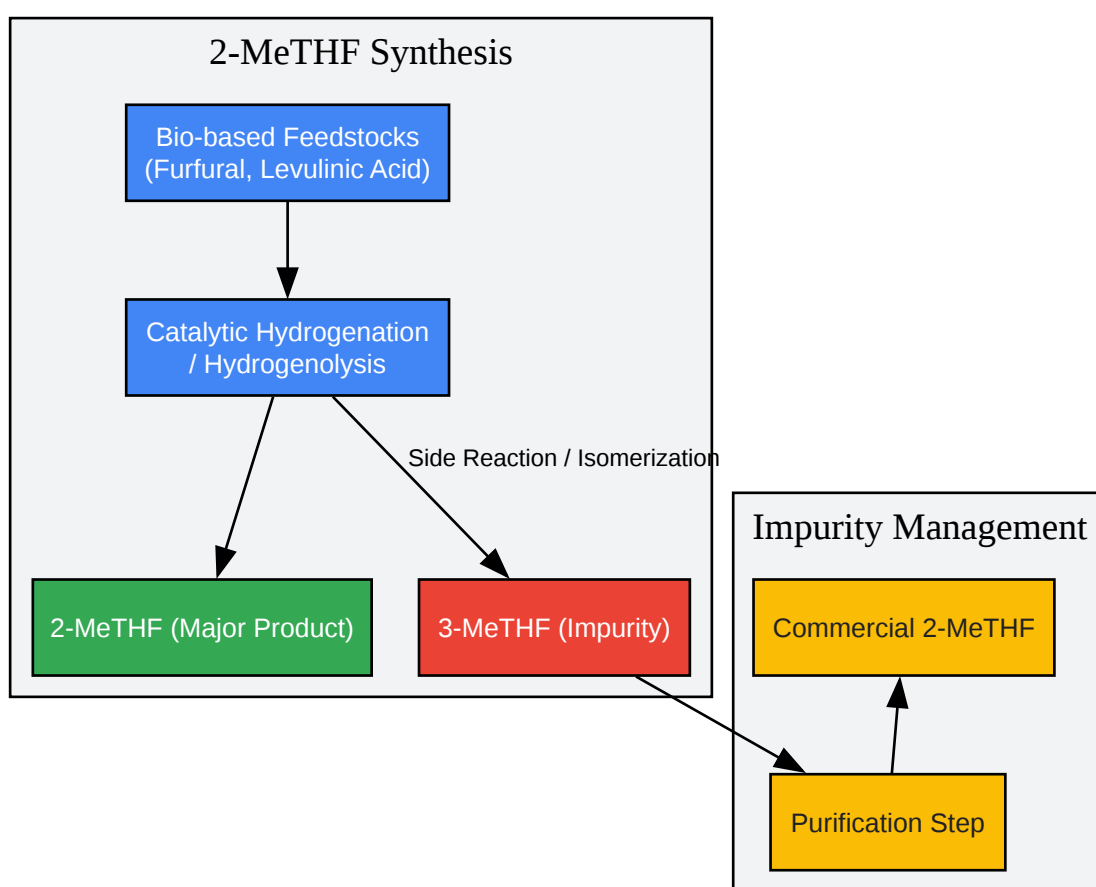 2-MeTHF Synthesis
Bio-based Feedstocks
(Furfural, Levulinic Acid)
Catalytic Hydrogenation
/ Hydrogenolysis
Side Reaction / Isomerization
2-MeTHF (Major Product)
3-MeTHF (Impurity)
Impurity Management
Commercial 2-MeTHF
Purification Step